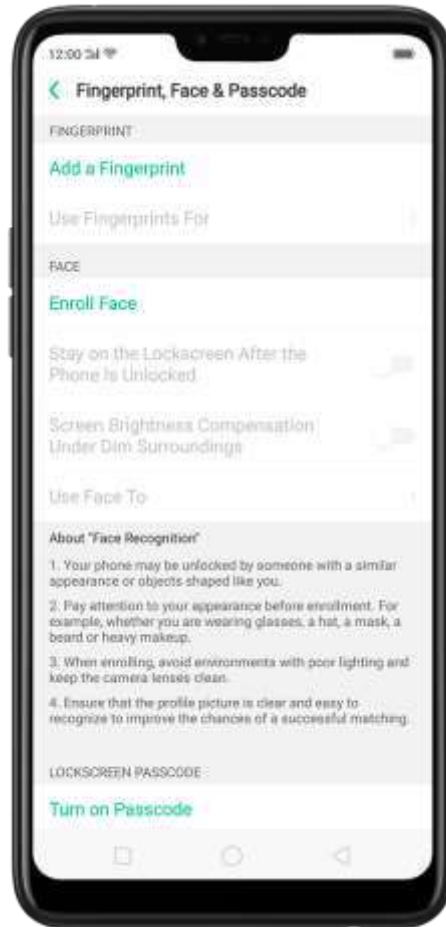 12:00
Fingerprint, Face & Passcode
FINGERPRINT
Add a Fingerprint
Use Fingerprints For
FACE
Enroll Face
Stay on the Lockscreen After the
Phone Is Unlocked
Screen Brightness Compensation
Under Dim Surroundings
Use Face To
About "Face Recognition"
1. Your phone may be unlocked by someone with a similar
appearance or objects shaped like you.
2. Pay attention to your appearance before enrollment. For
example, whether you are wearing glasses, a hat, a mask, a
beard or heavy makeup.
3. When enrolling, avoid environments with poor lighting and
keep the camera lenses clean.
4. Ensure that the profile picture is clear and easy to
recognize to improve the chances of a successful matching.
LOCKSCREEN PASSCODE
Turn on Passcode